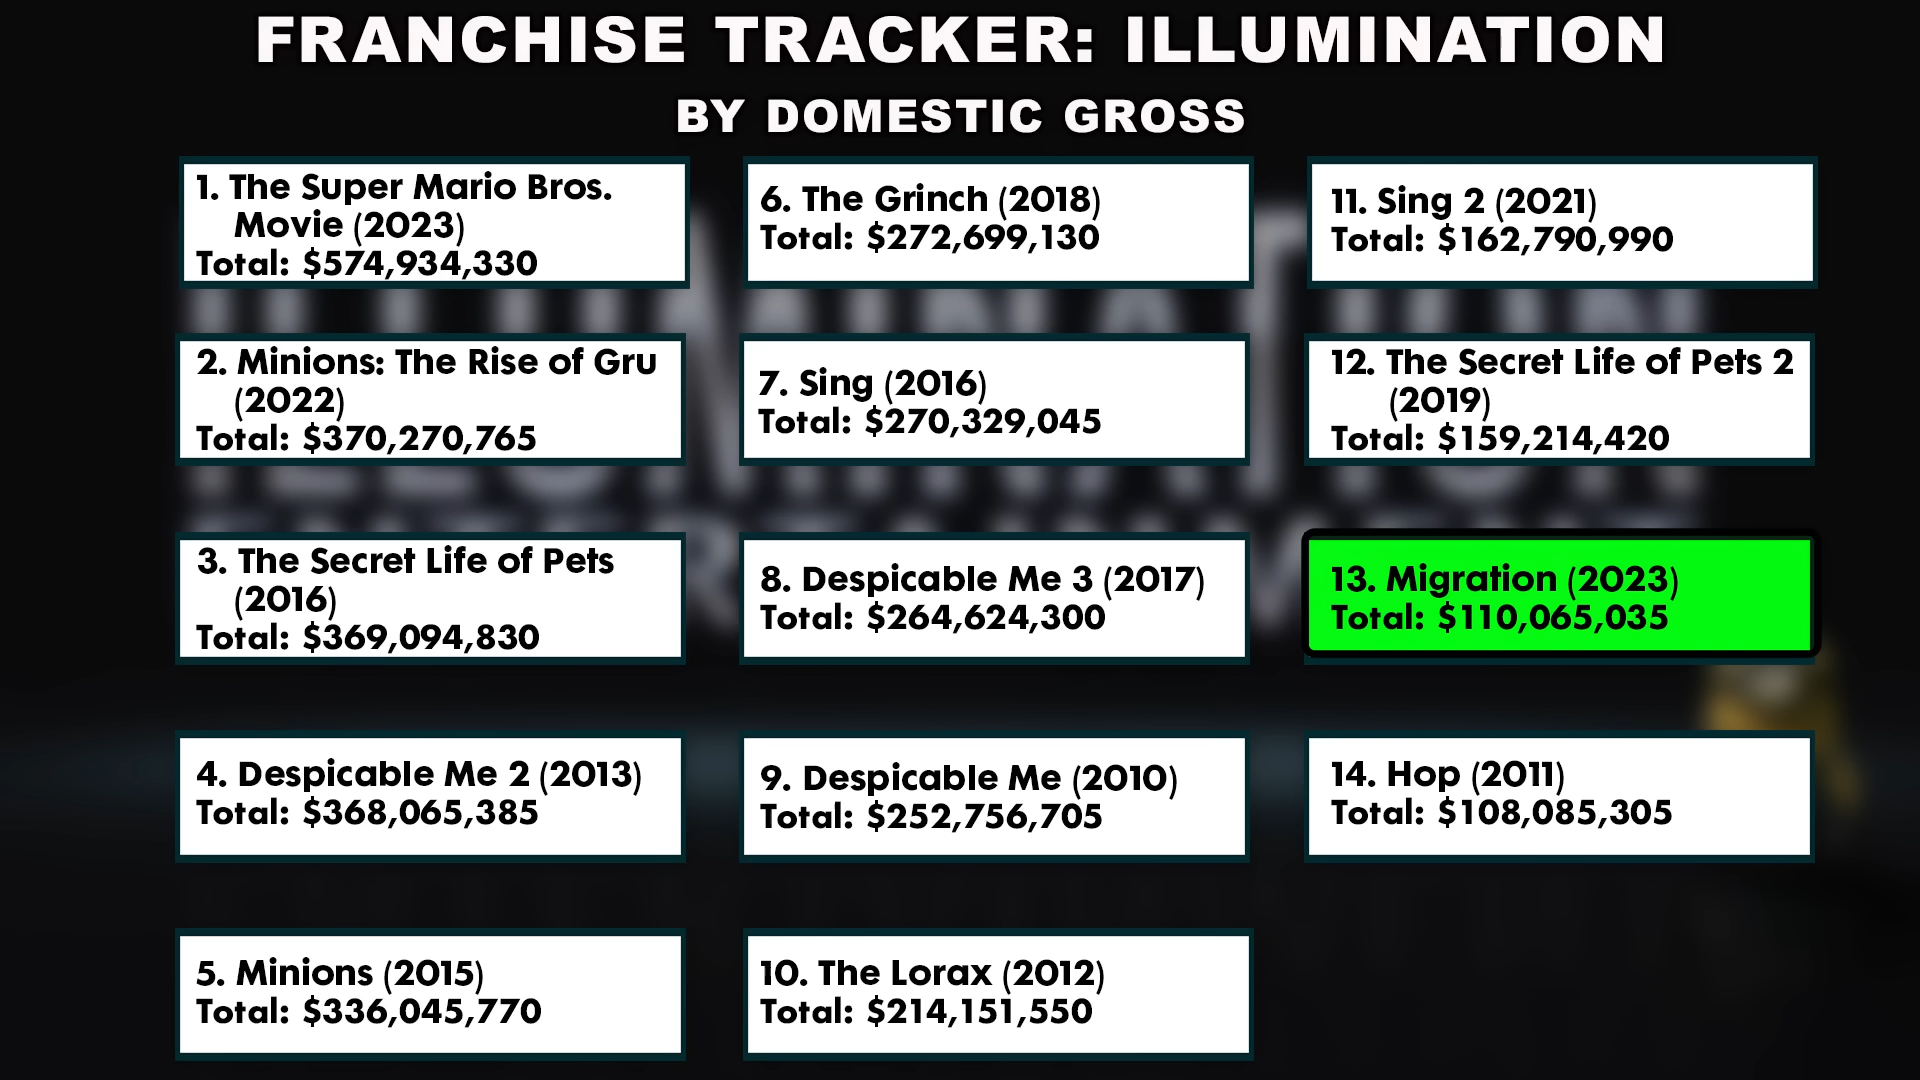 FRANCHISE TRACKER: ILLUMINATION
BY DOMESTIC GROSS
1. The Super Mario Bros.
Movie (2023)
Total: $574,934,330
2. Minions: The Rise of Gru
(2022)
Total: $370,270,765
3. The Secret Life of Pets
(2016)
Total: $369,094,830
4. Despicable Me 2 (2013)
Total: $368,065,385
5. Minions (2015)
Total: $336,045,770
6. The Grinch (2018)
Total: $272,699,130
7. Sing (2016)
Total: $270,329,045
8. Despicable Me 3 (2017)
Total: $264,624,300
9. Despicable Me (2010)
Total: $252,756,705
10. The Lorax (2012)
Total: $214,151,550
11. Sing 2 (2021)
Total: $162,790,990
12. The Secret Life of Pets 2
(2019)
Total: $159,214,420
13. Migration (2023)
Total: $110,065,035
14. Hop (2011)
Total: $108,085,305